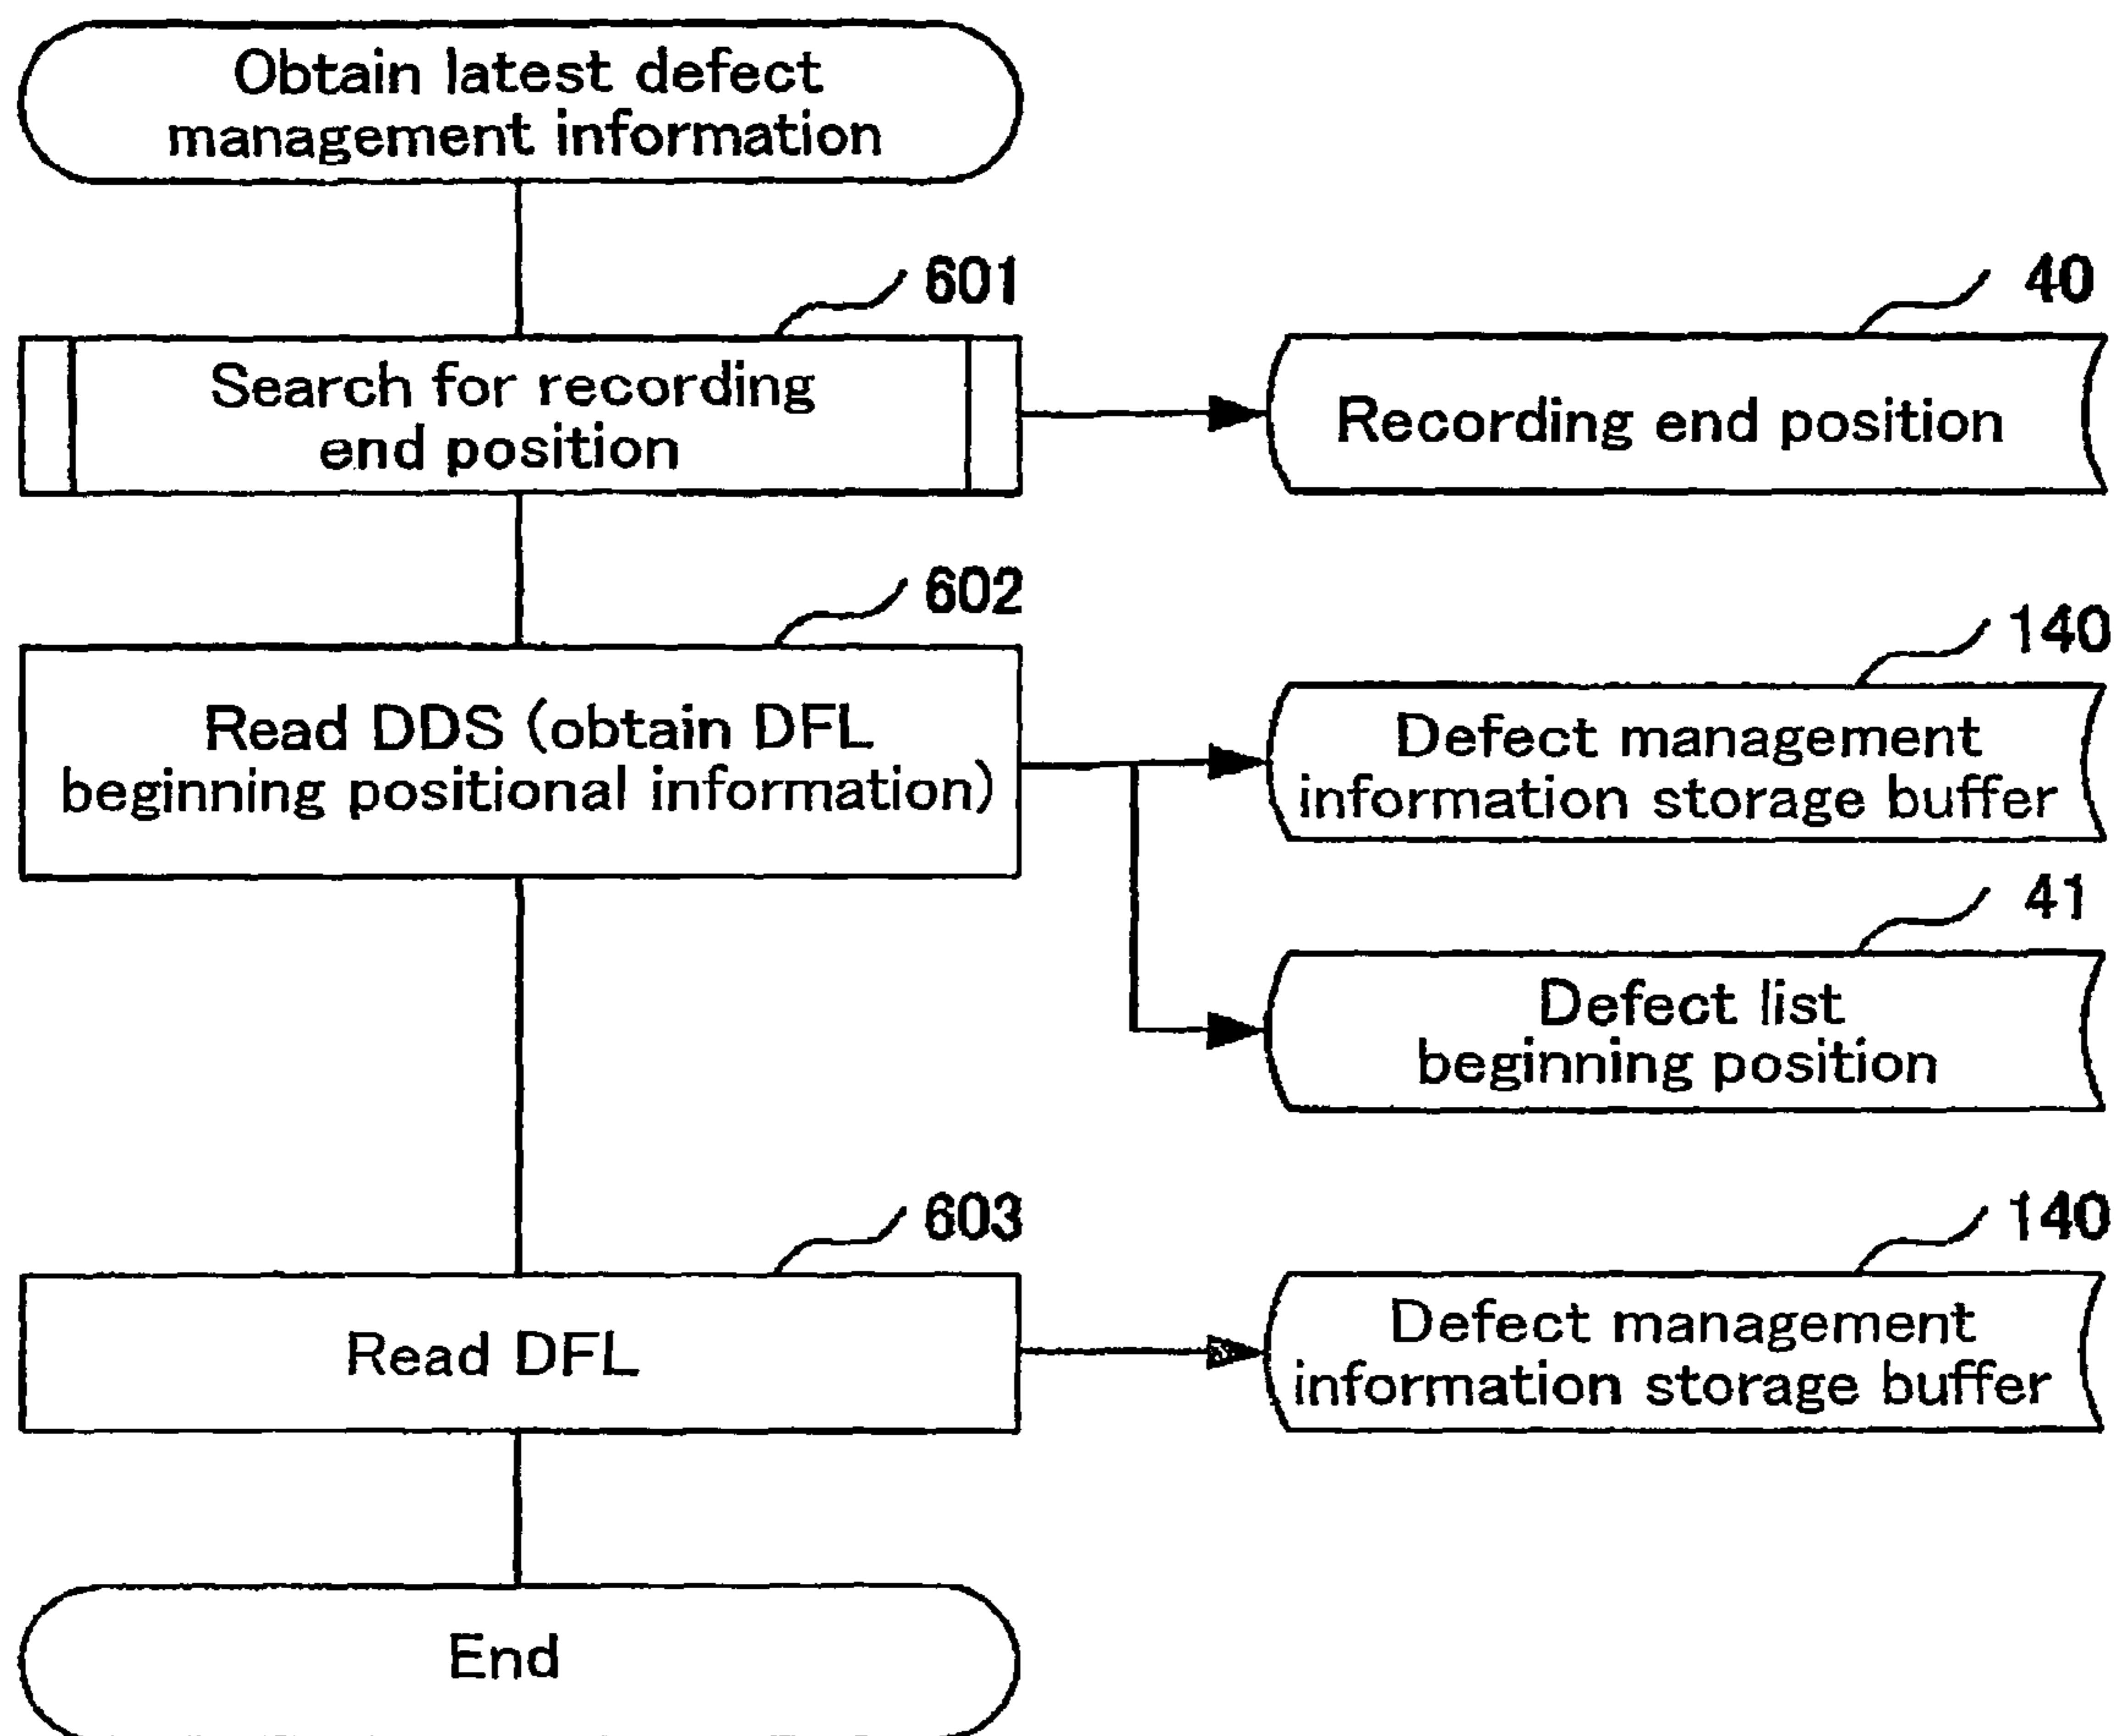 Obtain latest defect
management information
601
40
Search for recording
end position
Recording end position
602
140
Read DDS (obtain DFL
beginning positional information)
Defect management
information storage buffer
41
Defect list
beginning position
603
140
Read DFL
Defect management
information storage buffer
End